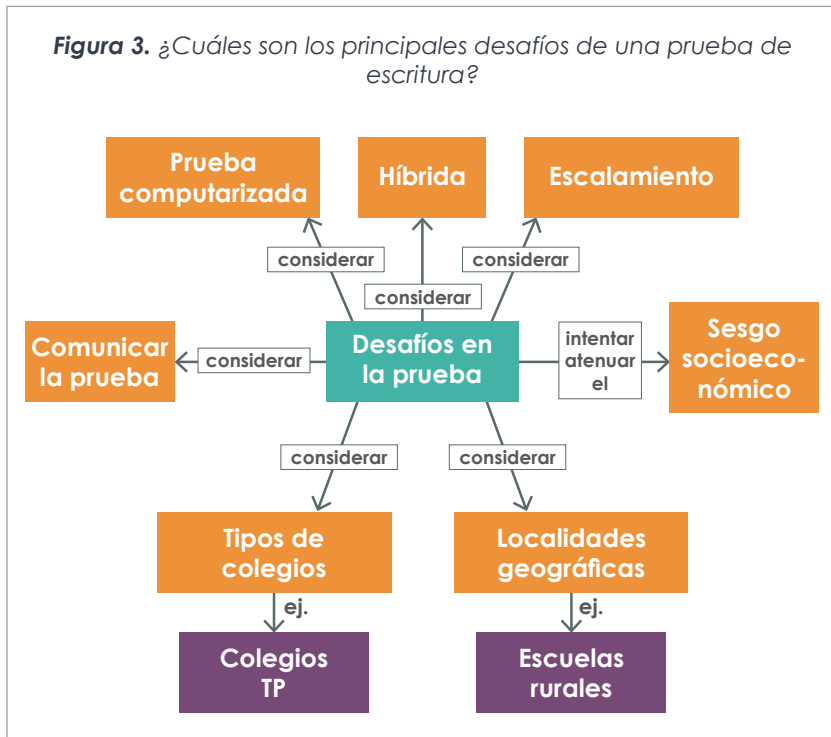 Figura 3. ¿Cuáles son los principales desafíos de una prueba de
escritura?
Prueba
computarizada
Híbrida
Escalamiento
considerar
considerar
considerar
Comunicar
la prueba
considerar
Desafíos en
la prueba
intentar
atenuar
el
Sesgo
socioeco-
nómico
considerar
considerar
Tipos de
colegios
Localidades
geográficas
ej.
ej.
Colegios
TP
Escuelas
rurales